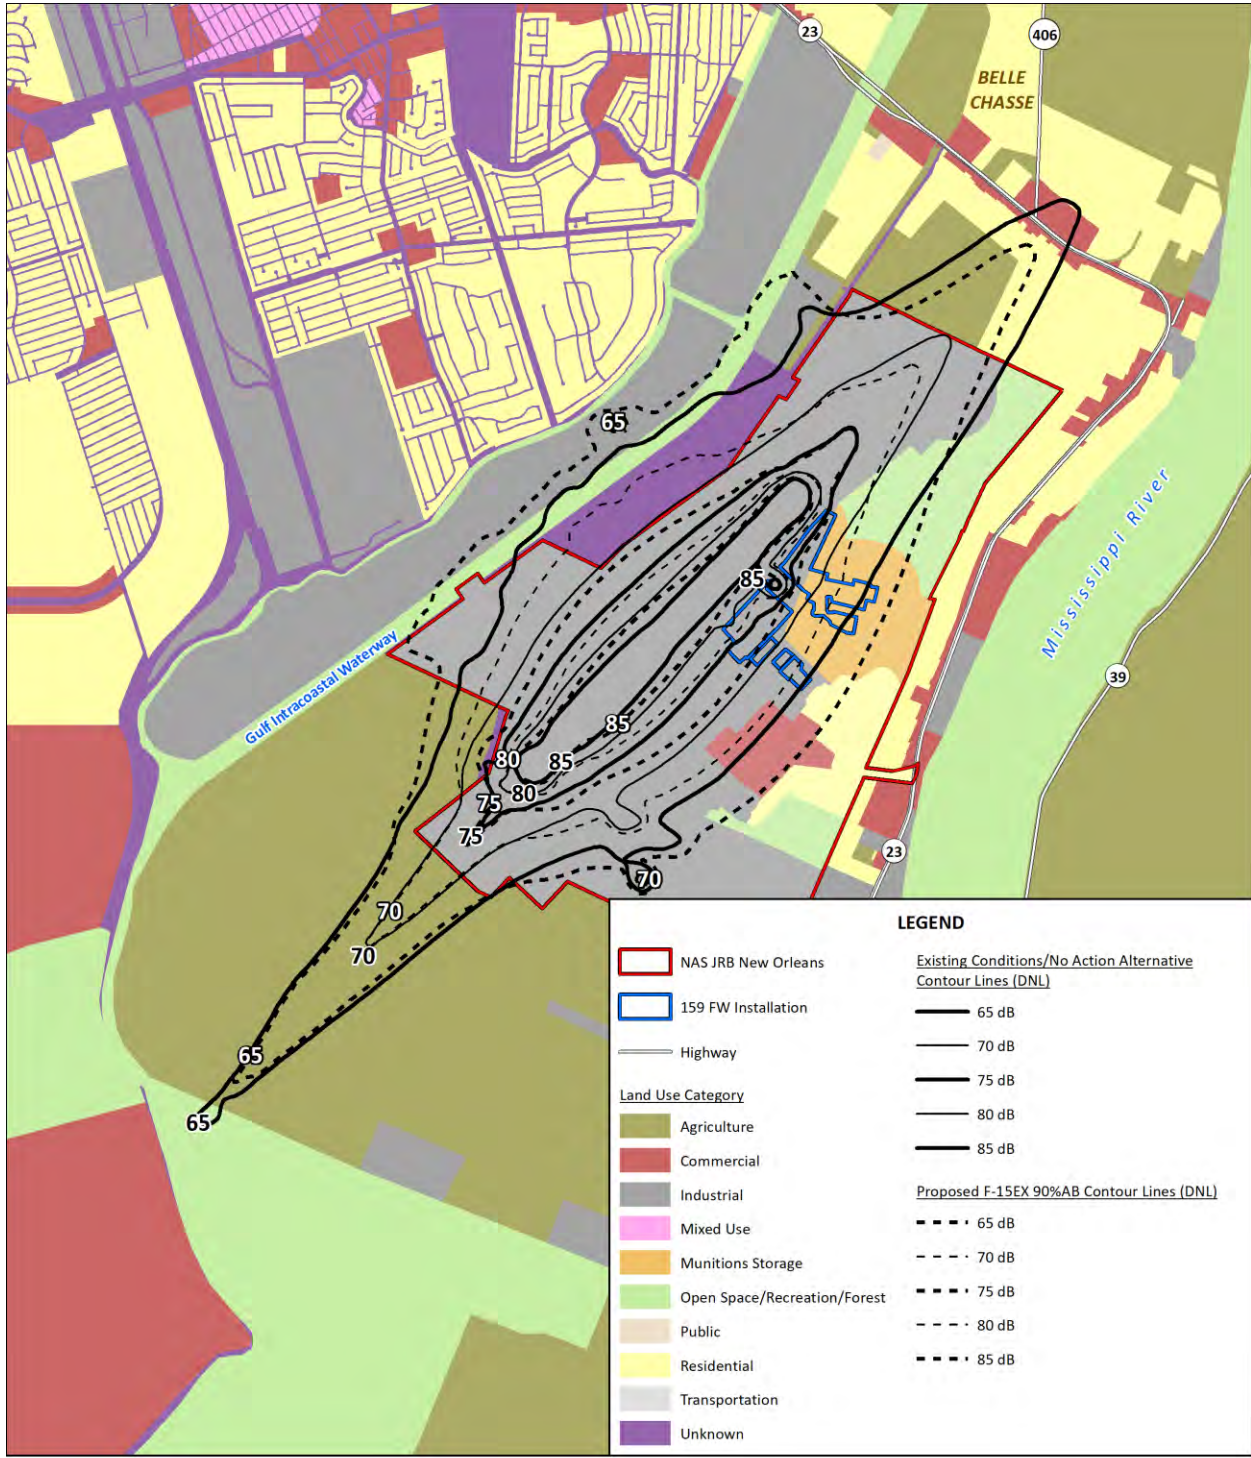 23
406
BELLE
CHASSE
65
Mississippi River
85
Gulf Intracoastal Waterway
39
85
80
85
80
75
75
23
70
70
70
65
65
LEGEND
NAS JRB New Orleans
159 FW Installation
Highway
Land Use Category
Agriculture
Commercial
Industrial
Mixed Use
Munitions Storage
Open Space/Recreation/Forest
Public
Residential
Transportation
Unknown
Existing Conditions/No Action Alternative
Contour Lines (DNL)
65 dB
70 dB
75 dB
80 dB
85 dB
Proposed F-15EX 90%AB Contour Lines (DNL)
65 dB
70 dB
75 dB
80 dB
85 dB